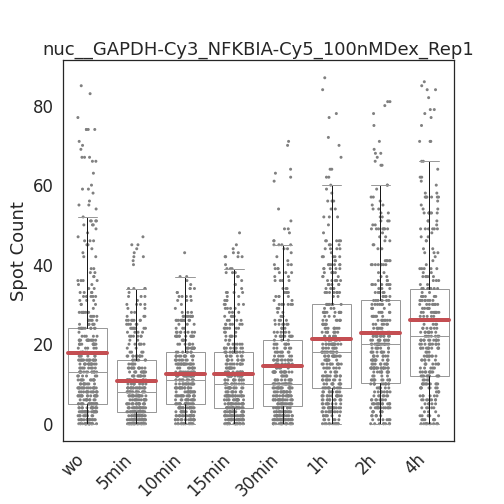 nuc__GAPDH-Cy3_NFKBIA-Cy5_100nMDex_Rep1
80
60
40
20
0
Spot Count
wo
5min
10min
15min
30min
1h
2h
4h